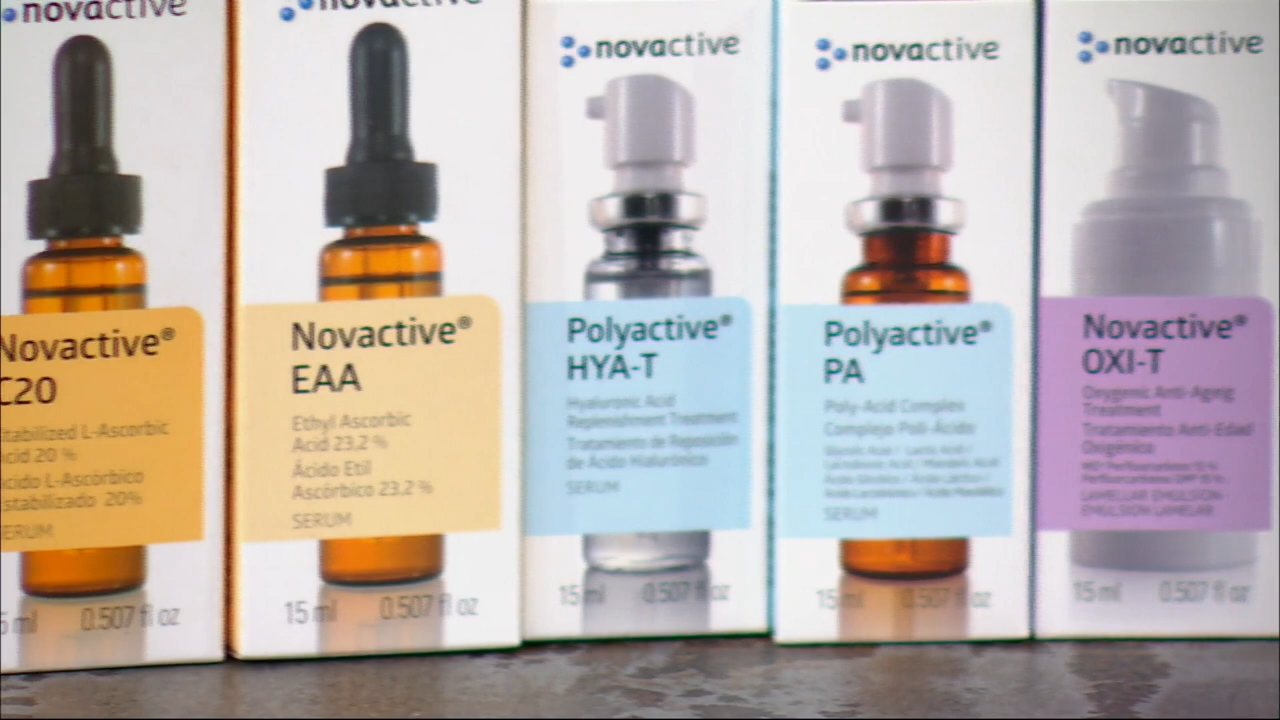 novactive
Novactive®
C20
Stabilized L-Ascorbic
Acid 20 %
Ácido L-Ascórbico
Estabilizado 20%
SERUM
5 ml 0.507 fl oz
novactive
Novactive®
EAA
Ethyl Ascorbic
Acid 23,2 %
Ácido Etil
Ascórbico 23,2 %
SERUM
15 ml 0.507 fl oz
novactive
Polyactive®
HYA-T
Hyaluronic Acid
Replenishment Treatment
Tratamiento de Reposición
de Ácido Hialurónico
SERUM
15 ml 0.507 fl oz
novactive
Polyactive®
PA
Poly-Acid Complex
Complejo Poli-Ácido
SERUM
15 ml 0.507 fl oz
novactive
Novactive®
OXI-T
Oxygenic Anti-Ageing
Treatment
Tratamiento Anti-Edad
Oxigénico
LAMELLAR EMULSION
EMULSION LAMELAR
15 ml 0.507 fl oz